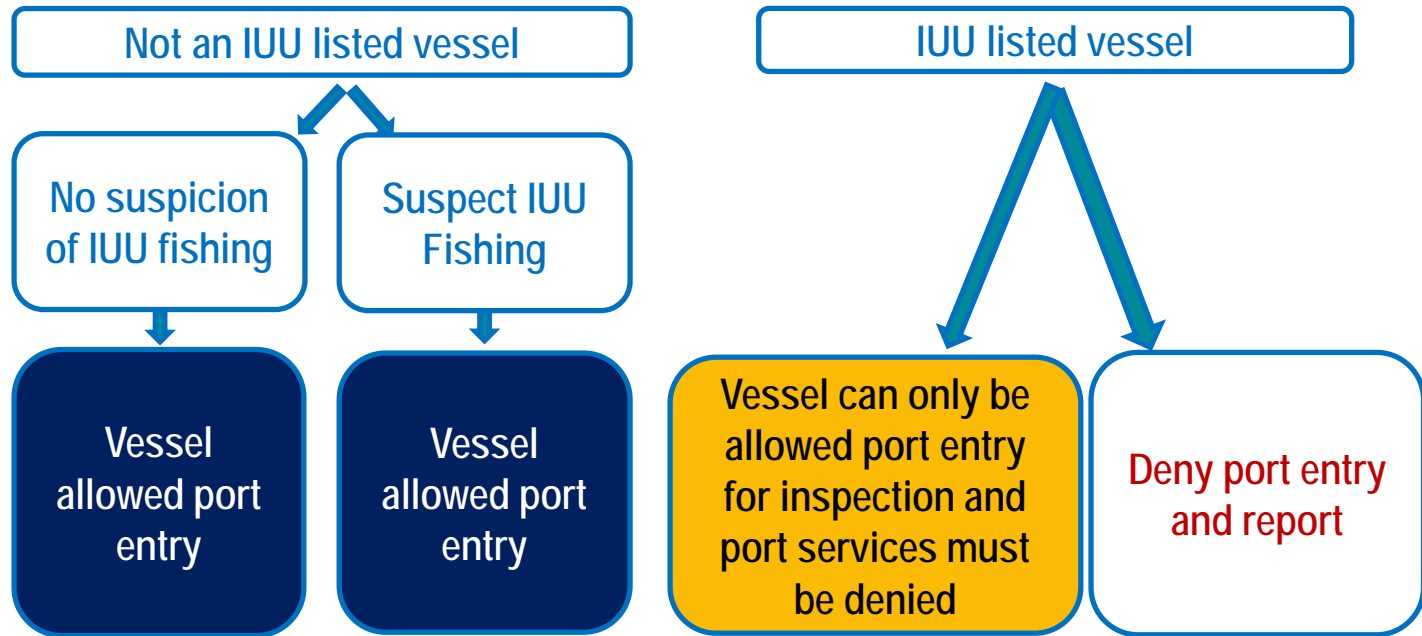 Not an IUU listed vessel
IUU listed vessel
No suspicion
of IUU fishing
Suspect IUU
Fishing
Vessel
allowed port
entry
Vessel
allowed port
entry
Vessel can only be
allowed port entry
for inspection and
port services must
be denied
Deny port entry
and report